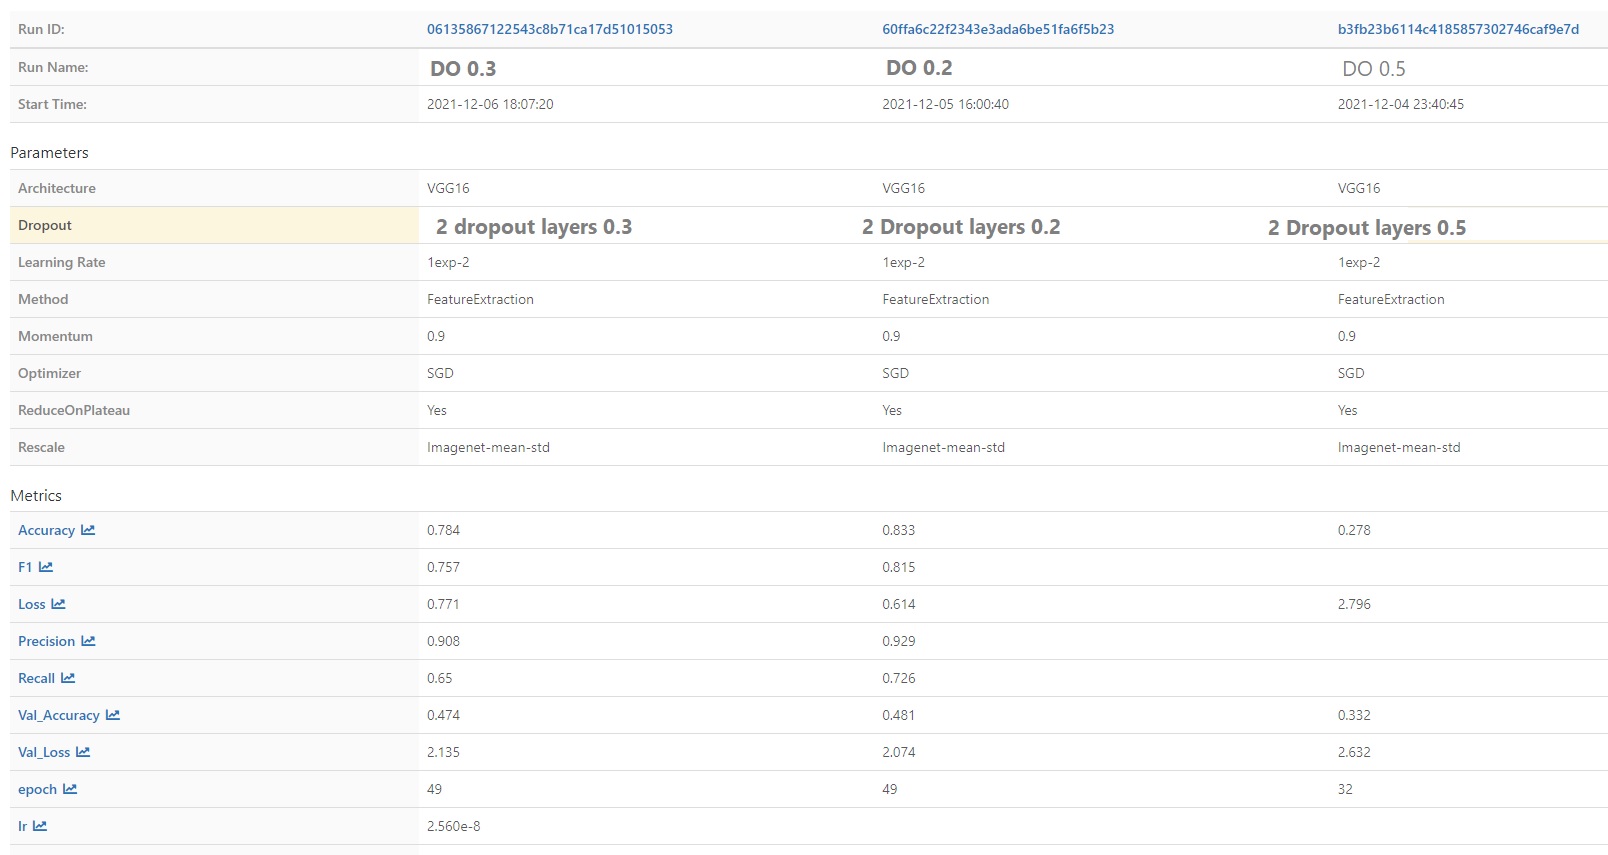 Run ID: 06135867122543c8b71ca17d51015053 60ffa6c22f2343e3ada6be51fa6f5b23 b3fb23b6114c4185857302746caf9e7d
Run Name: DO 0.3 DO 0.2 DO 0.5
Start Time: 2021-12-06 18:07:20 2021-12-05 16:00:40 2021-12-04 23:40:45
Parameters
Architecture VGG16 VGG16 VGG16
Dropout 2 dropout layers 0.3 2 Dropout layers 0.2 2 Dropout layers 0.5
Learning Rate 1exp-2 1exp-2 1exp-2
Method FeatureExtraction FeatureExtraction FeatureExtraction
Momentum 0.9 0.9 0.9
Optimizer SGD SGD SGD
ReduceOnPlateau Yes Yes Yes
Rescale Imagenet-mean-std Imagenet-mean-std Imagenet-mean-std
Metrics
Accuracy 0.784 0.833 0.278
F1 0.757 0.815
Loss 0.771 0.614 2.796
Precision 0.908 0.929
Recall 0.65 0.726
Val_Accuracy 0.474 0.481 0.332
Val_Loss 2.135 2.074 2.632
epoch 49 49 32
lr 2.560e-8